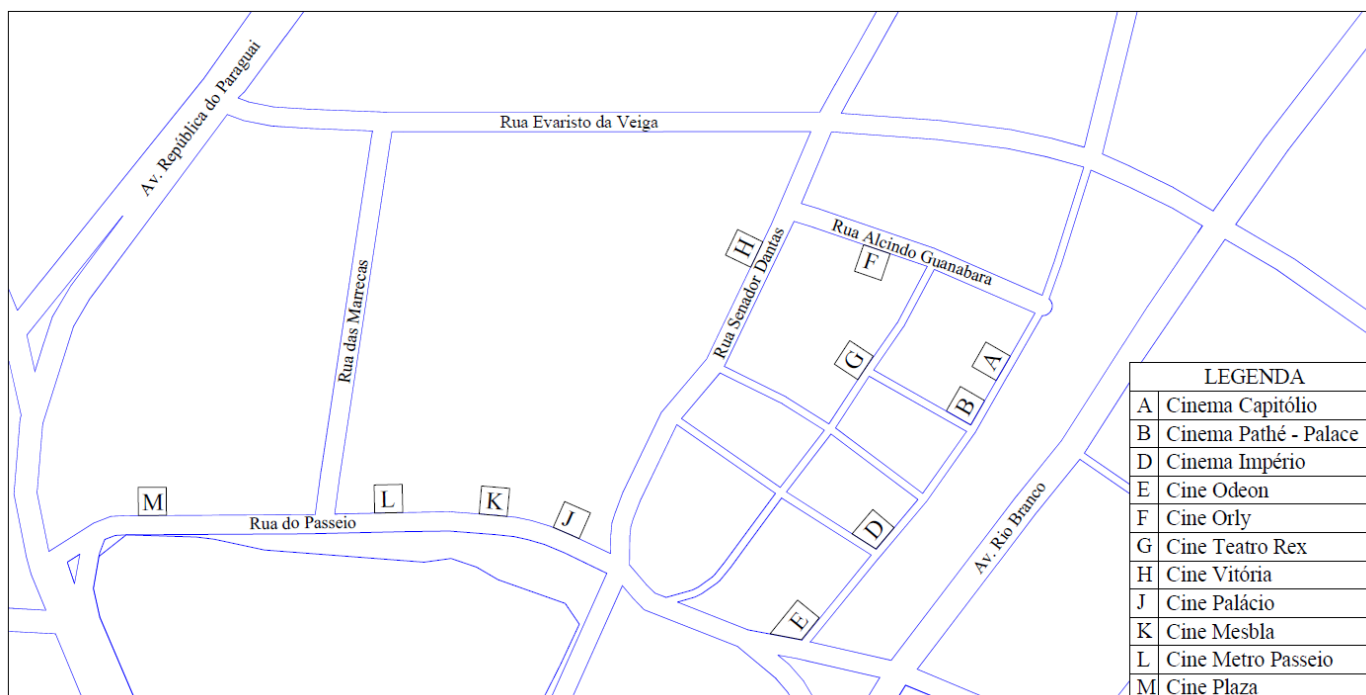 Av. República do Paraguai
Rua Evaristo da Veiga
Rua das Marrecas
H
Rua Senador Dantas
Rua Alcindo Guanabara
F
G
A
B
M
Rua do Passeio
L
K
J
D
E
Av. Rio Branco
LEGENDA
A Cinema Capitólio
B Cinema Pathé - Palace
D Cinema Império
E Cine Odeon
F Cine Orly
G Cine Teatro Rex
H Cine Vitória
J Cine Palácio
K Cine Mesbla
L Cine Metro Passeio
M Cine Plaza